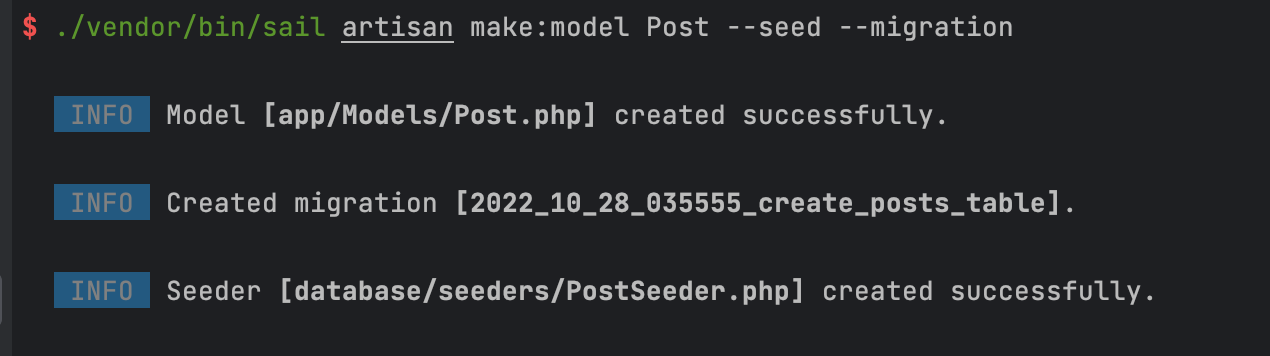 $ ./vendor/bin/sail artisan make:model Post --seed --migration
INFO Model [app/Models/Post.php] created successfully.
INFO Created migration [2022_10_28_035555_create_posts_table].
INFO Seeder [database/seeders/PostSeeder.php] created successfully.